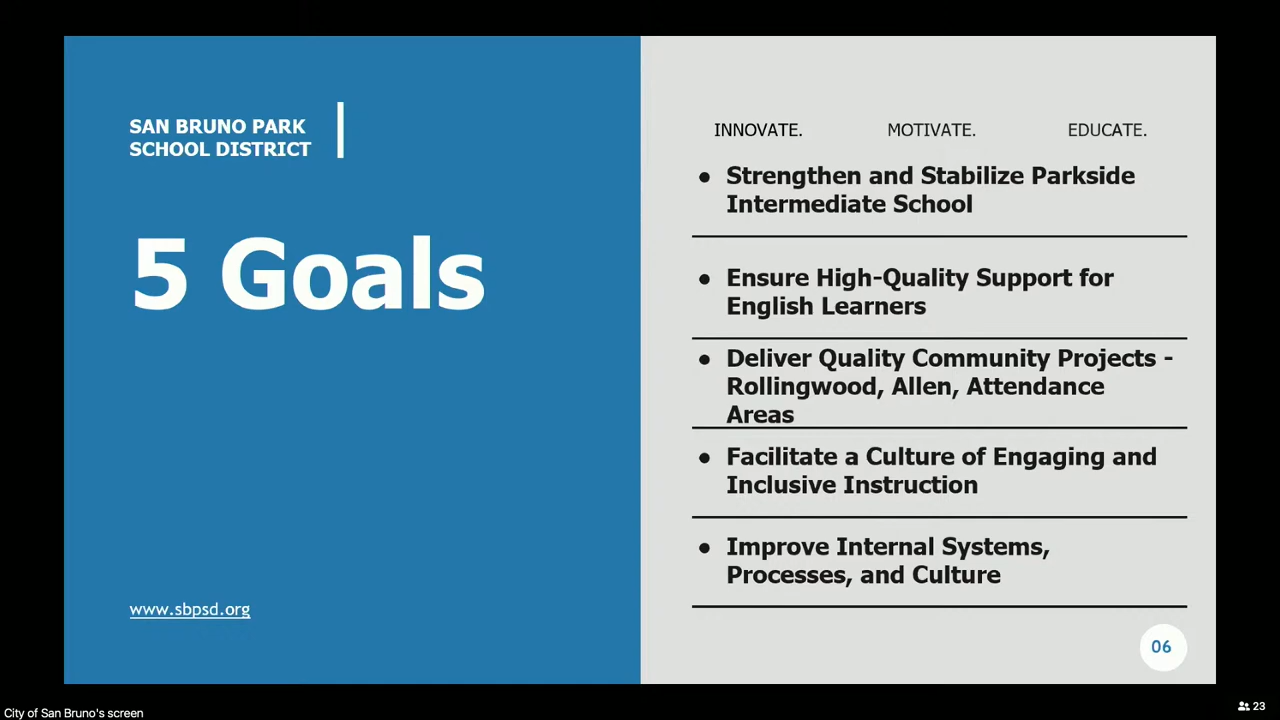 SAN BRUNO PARK
SCHOOL DISTRICT
5 Goals
www.sbpsd.org
INNOVATE. MOTIVATE. EDUCATE.
● Strengthen and Stabilize Parkside
Intermediate School
● Ensure High-Quality Support for
English Learners
● Deliver Quality Community Projects -
Rollingwood, Allen, Attendance
Areas
● Facilitate a Culture of Engaging and
Inclusive Instruction
● Improve Internal Systems,
Processes, and Culture
06
City of San Bruno's screen
23